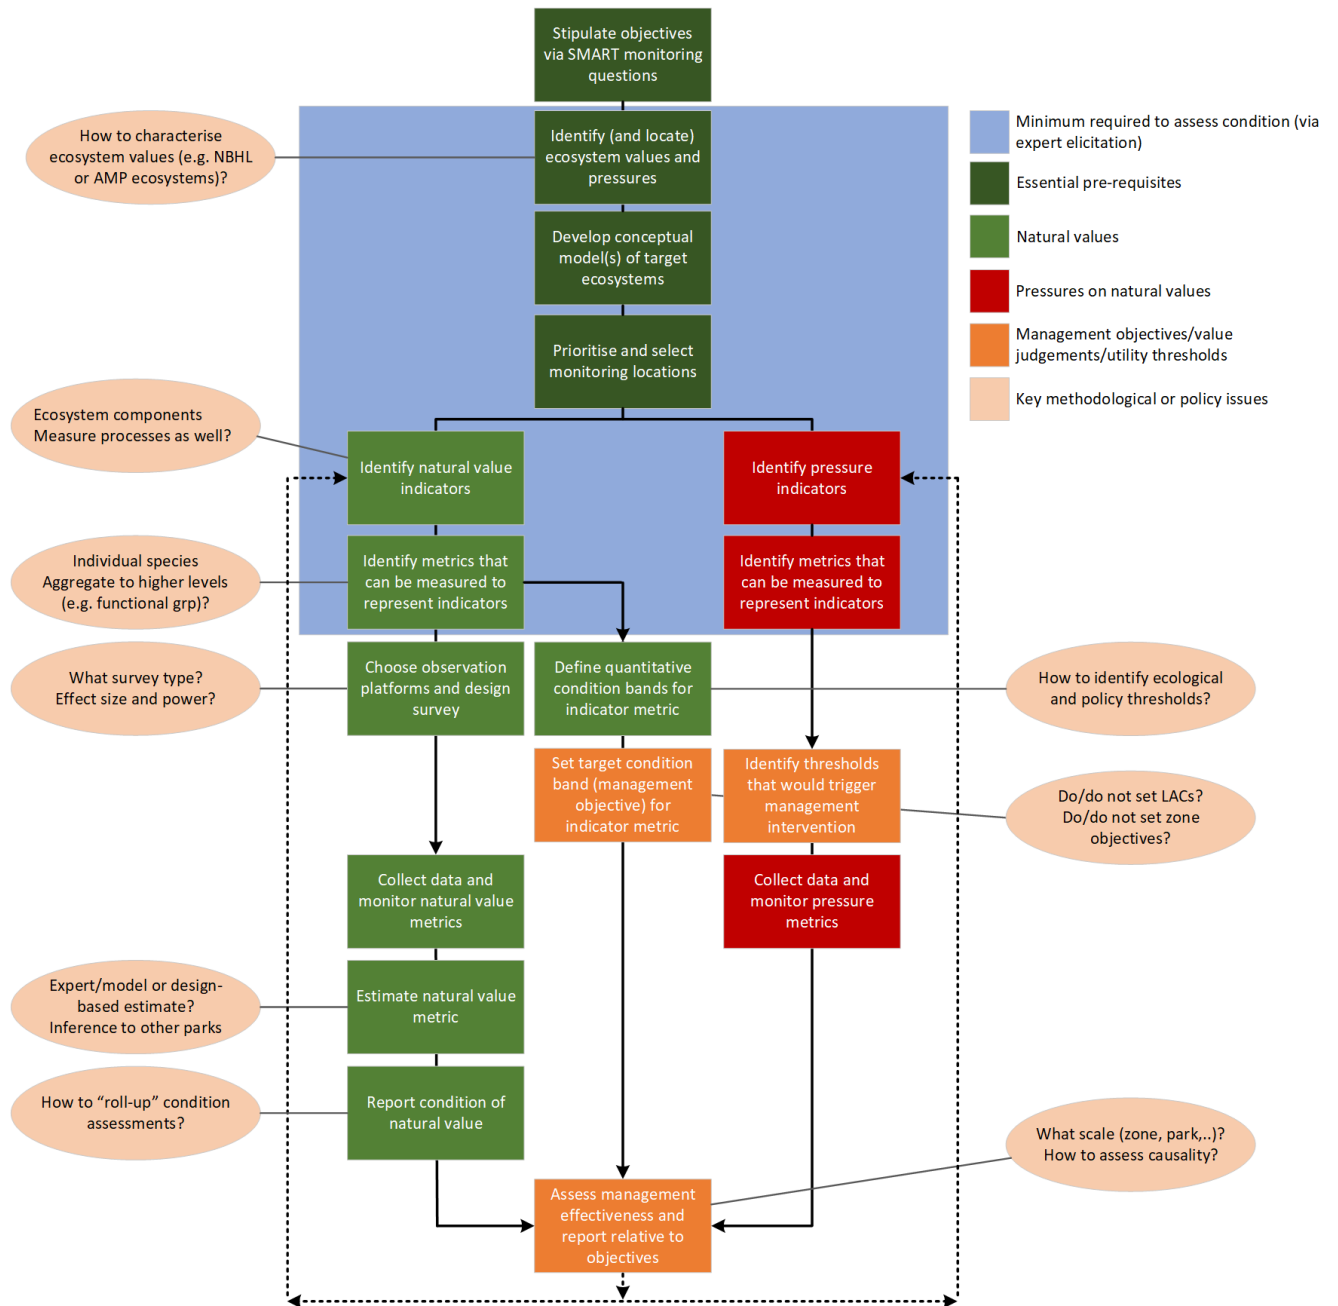 Stipulate objectives
via SMART monitoring
questions
How to characterise
ecosystem values (e.g. NBHL
or AMP ecosystems)?
Identify (and locate)
ecosystem values and
pressures
Minimum required to assess condition (via
expert elicitation)
Essential pre-requisites
Natural values
Pressures on natural values
Management objectives/value
judgements/utility thresholds
Key methodological or policy issues
Develop conceptual
model(s) of target
ecosystems
Prioritise and select
monitoring locations
Ecosystem components
Measure processes as well?
Identify natural value
indicators
Identify pressure
indicators
Individual species
Aggregate to higher levels
(e.g. functional grp)?
Identify metrics that
can be measured to
represent indicators
Identify metrics that
can be measured to
represent indicators
What survey type?
Effect size and power?
Choose observation
platforms and design
survey
Define quantitative
condition bands for
indicator metric
How to identify ecological
and policy thresholds?
Set target condition
band (management
objective) for
indicator metric
Identify thresholds
that would trigger
management
intervention
Do/do not set LACs?
Do/do not set zone
objectives?
Collect data and
monitor natural value
metrics
Collect data and
monitor pressure
metrics
Expert/model or design-
based estimate?
Inference to other parks
Estimate natural value
metric
How to “roll-up” condition
assessments?
Report condition of
natural value
What scale (zone, park,..)?
How to assess causality?
Assess management
effectiveness and
report relative to
objectives